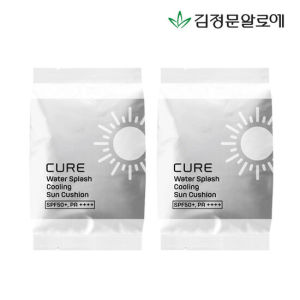 김정문알로에
CURE
Water Splash
Cooling
Sun Cushion
SPF50+, PA ++++
CURE
Water Splash
Cooling
Sun Cushion
SPF50+, PA ++++